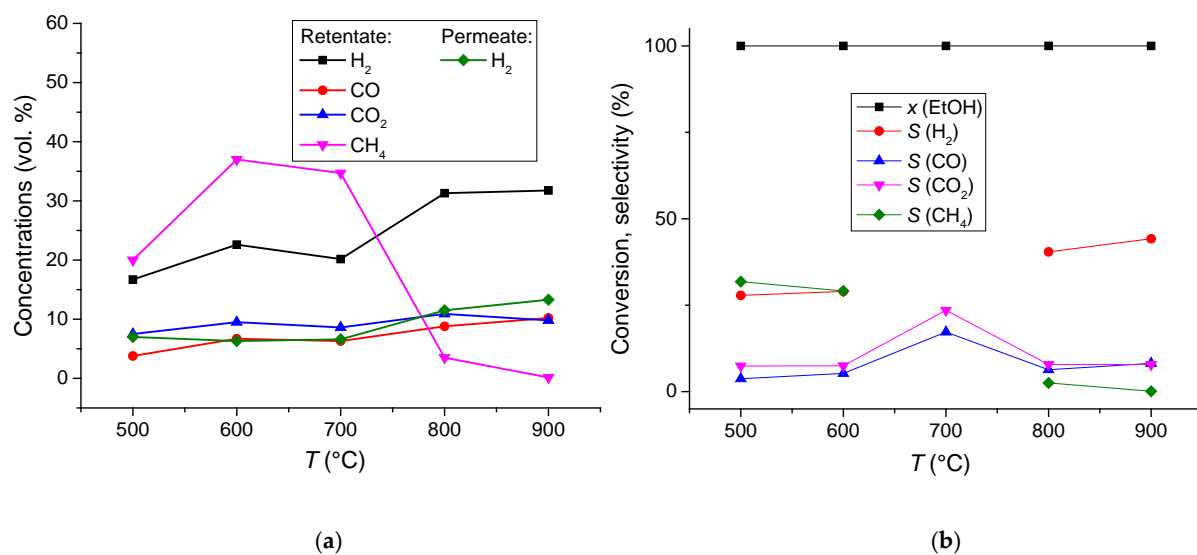 Concentrations (vol. %)
60
50
40
30
20
10
0
Retentate: Permeate:
H₂ H₂
CO
CO₂
CH₄
500 600 700 800 900
T (°C)
(a)
Conversion, selectivity (%)
100
50
0
x (EtOH)
S (H₂)
S (CO)
S (CO₂)
S (CH₄)
500 600 700 800 900
T (°C)
(b)